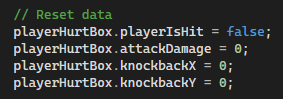 // Reset data
playerHurtBox.playerIsHit = false;
playerHurtBox.attackDamage = 0;
playerHurtBox.knockbackX = 0;
playerHurtBox.knockbackY = 0;